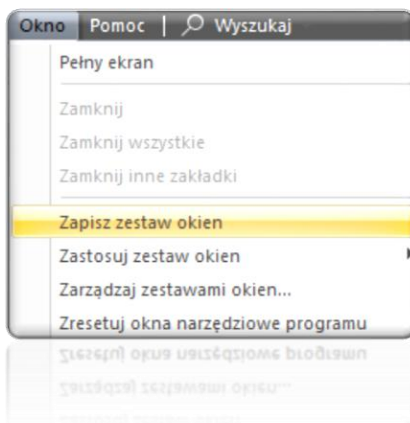 Okno Pomoc | Wyszukaj
Pełny ekran
Zamknij
Zamknij wszystkie
Zamknij inne zakładki
Zapisz zestaw okien
Zastosuj zestaw okien
Zarządzaj zestawami okien...
Zresetuj okna narzędziowe programu